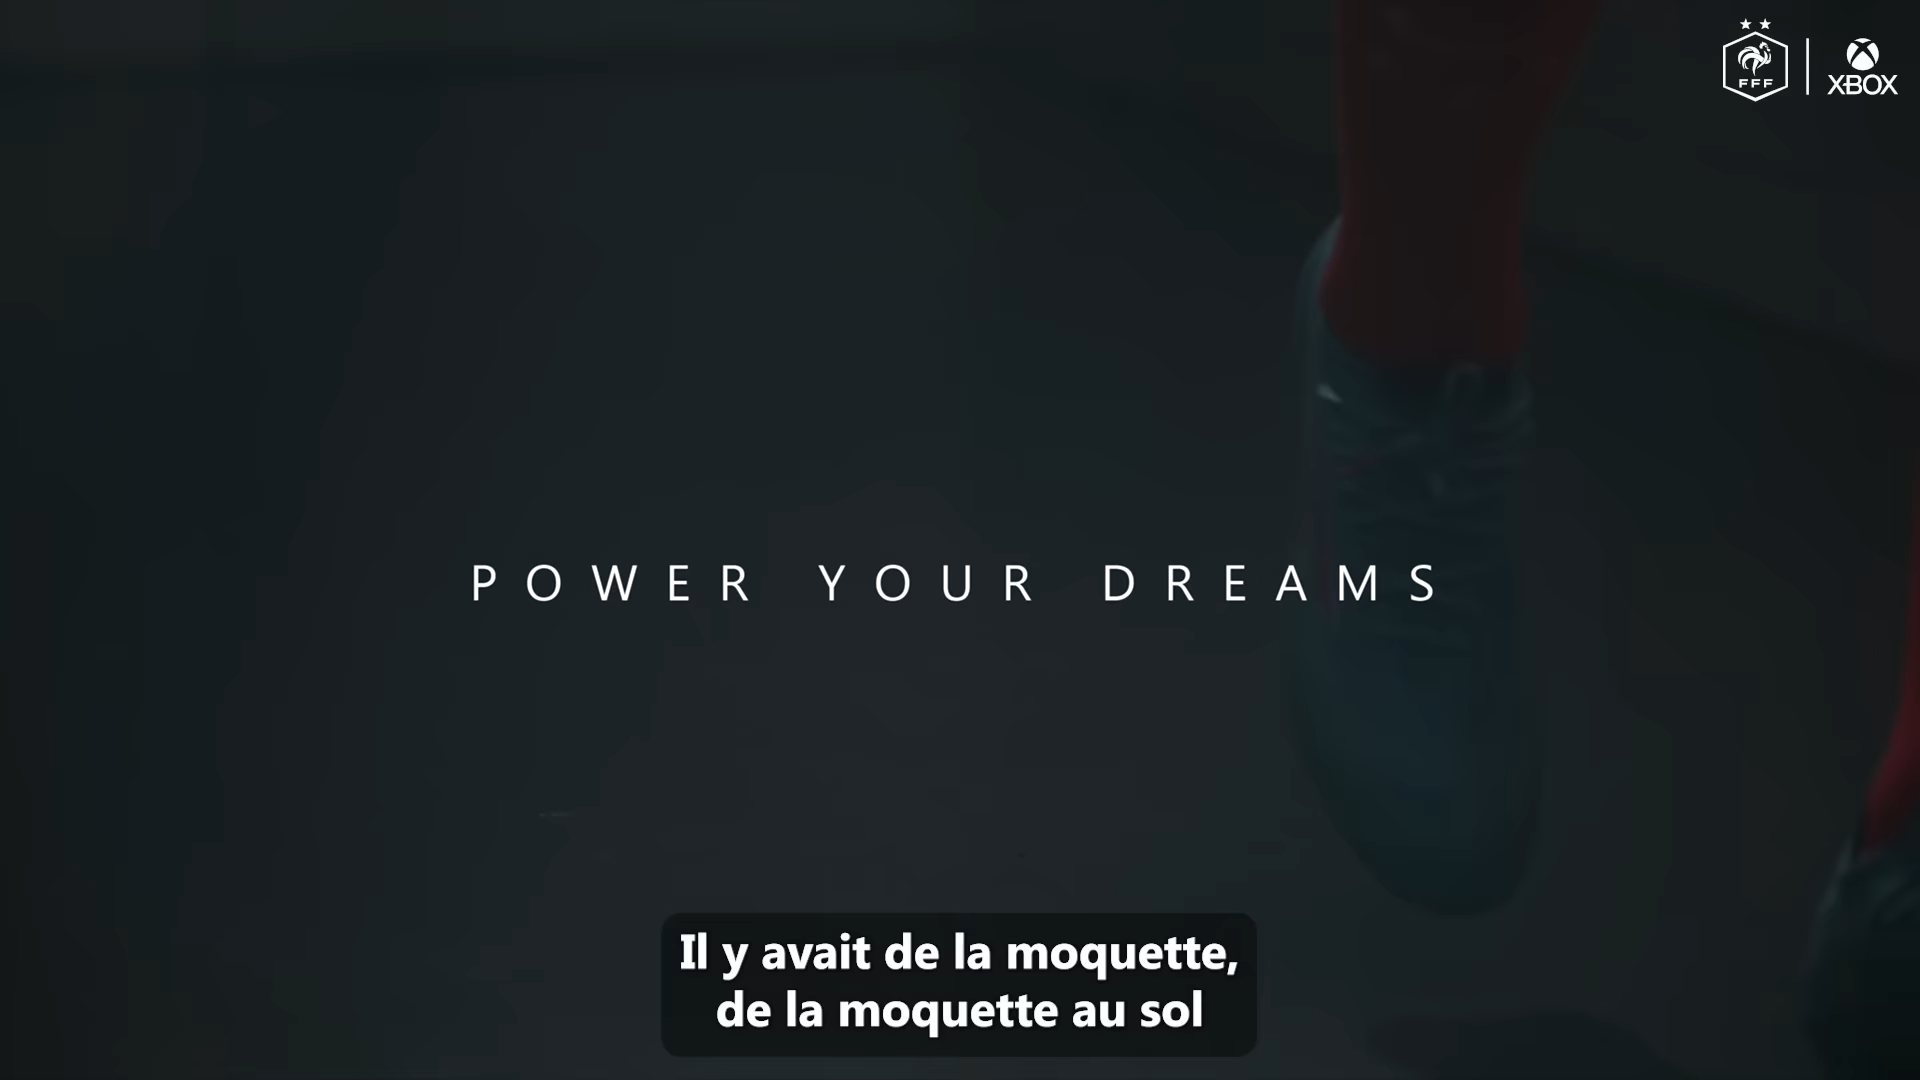 FFF
XBOX
POWER YOUR DREAMS
Il y avait de la moquette,
de la moquette au sol